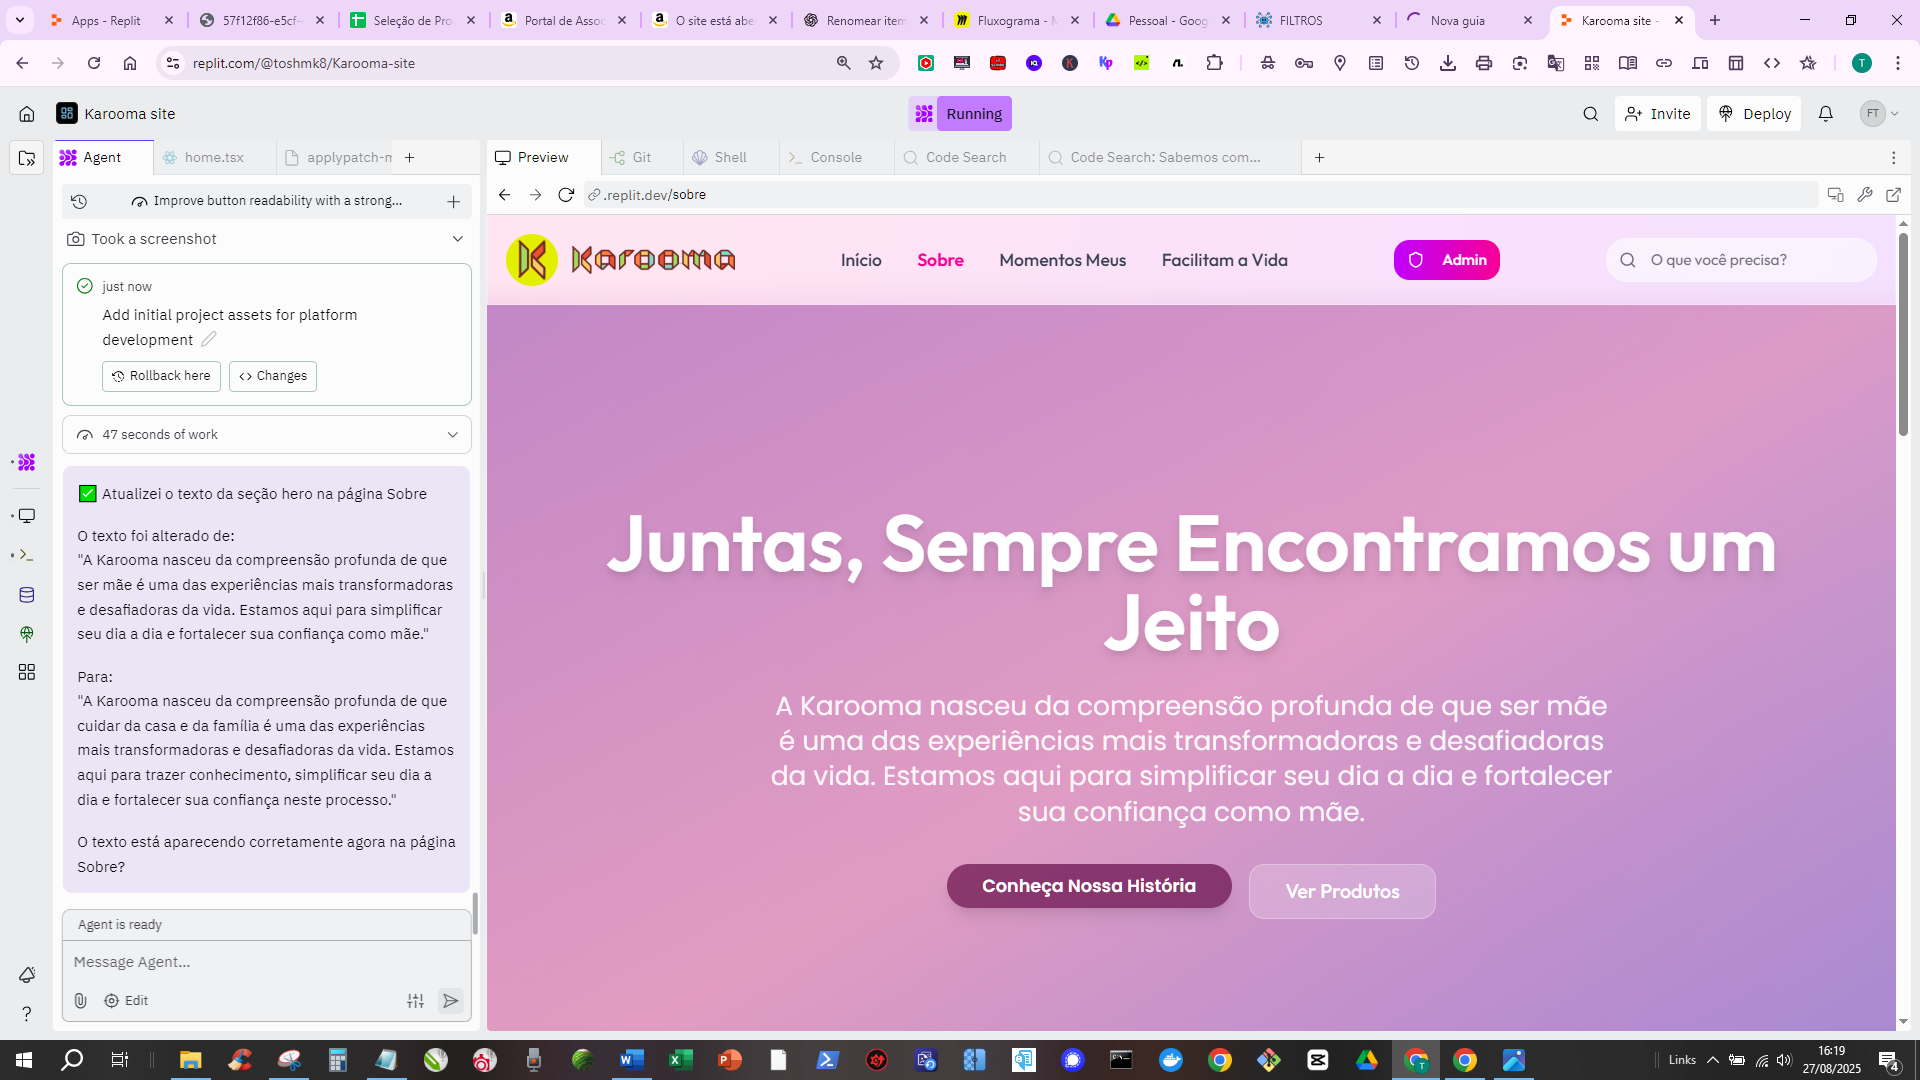 Apps - Replit
57f12f86-e5cf-
Seleção de Pro
Portal de Assoc
O site está abe
Renomear item
Fluxograma - M
Pessoal - Goog
FILTROS
Nova guia
Karooma site -
replit.com/@toshmk8/Karooma-site
T
Karooma site
Running
Invite
Deploy
FT
Agent
home.tsx
applypatch-n
Preview
Git
Shell
Console
Code Search
Code Search: Sabemos com...
Improve button readability with a strong...
.replit.dev/sobre
Took a screenshot
just now
Add initial project assets for platform
development
Rollback here
Changes
47 seconds of work
✅ Atualizei o texto da seção hero na página Sobre
O texto foi alterado de:
"A Karooma nasceu da compreensão profunda de que
ser mãe é uma das experiências mais transformadoras
e desafiadoras da vida. Estamos aqui para simplificar
seu dia a dia e fortalecer sua confiança como mãe."
Para:
"A Karooma nasceu da compreensão profunda de que
cuidar da casa e da família é uma das experiências
mais transformadoras e desafiadoras da vida. Estamos
aqui para trazer conhecimento, simplificar seu dia a
dia e fortalecer sua confiança neste processo."
O texto está aparecendo corretamente agora na página
Sobre?
Agent is ready
Message Agent...
Edit
Karooma
Início
Sobre
Momentos Meus
Facilitam a Vida
Admin
O que você precisa?
Juntas, Sempre Encontramos um
Jeito
A Karooma nasceu da compreensão profunda de que ser mãe
é uma das experiências mais transformadoras e desafiadoras
da vida. Estamos aqui para simplificar seu dia a dia e fortalecer
sua confiança como mãe.
Conheça Nossa História
Ver Produtos
Links
16:19
27/08/2025
4